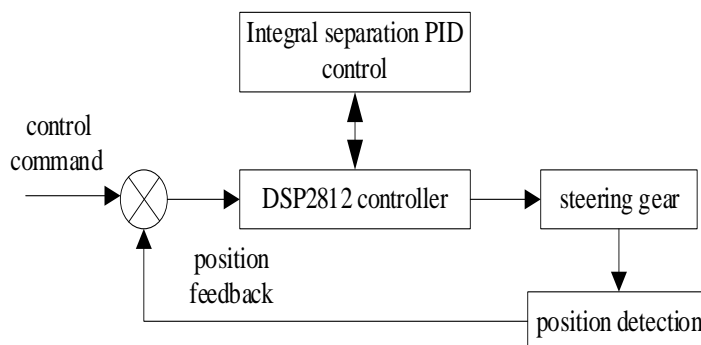 Integral separation PID
control
control
command
DSP2812 controller
steering gear
position
feedback
position detection